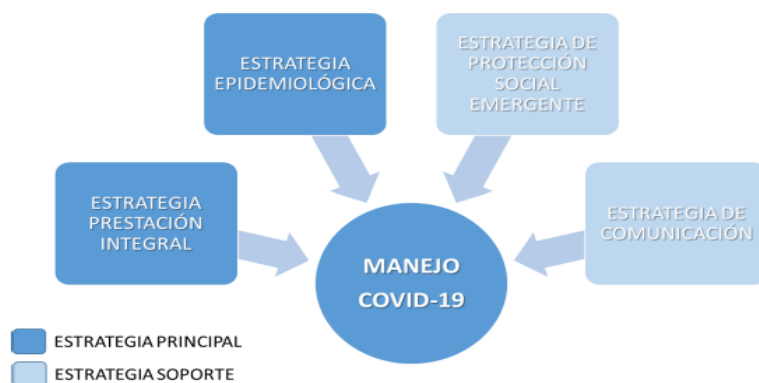 ESTRATEGIA
EPIDEMIOLÓGICA
ESTRATEGIA DE
PROTECCIÓN
SOCIAL
EMERGENTE
ESTRATEGIA
PRESTACIÓN
INTEGRAL
ESTRATEGIA DE
COMUNICACIÓN
MANEJO
COVID-19
ESTRATEGIA PRINCIPAL
ESTRATEGIA SOPORTE